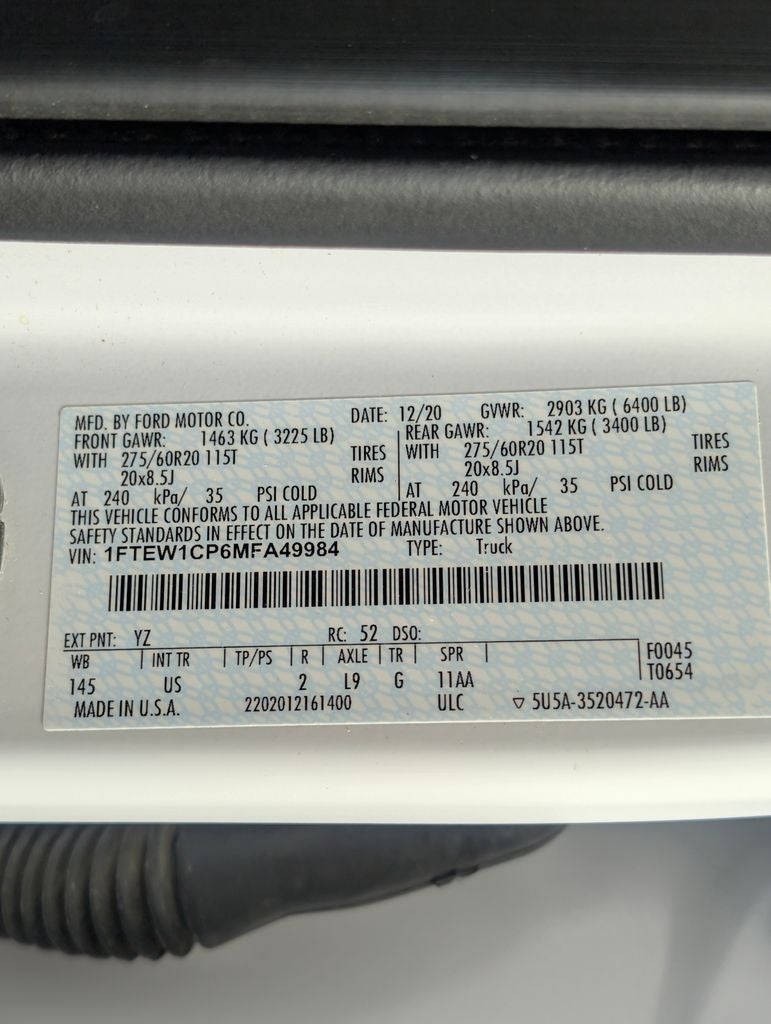 MFD. BY FORD MOTOR CO. DATE: 12/20 GVWR: 2903 KG ( 6400 LB)
FRONT GAWR: 1463 KG ( 3225 LB) REAR GAWR: 1542 KG ( 3400 LB)
WITH 275/60R20 115T TIRES WITH 275/60R20 115T TIRES
20x8.5J RIMS 20x8.5J RIMS
AT 240 kPa/ 35 PSI COLD AT 240 kPa/ 35 PSI COLD
THIS VEHICLE CONFORMS TO ALL APPLICABLE FEDERAL MOTOR VEHICLE
SAFETY STANDARDS IN EFFECT ON THE DATE OF MANUFACTURE SHOWN ABOVE.
VIN: 1FTEW1CP6MFA49984 TYPE: Truck
EXT PNT: YZ RC: 52 DSO:
WB INT TR TP/PS R AXLE TR SPR F0045
145 US 2 L9 G 11AA T0654
MADE IN U.S.A. 2202012161400 ULC ▽ 5U5A-3520472-AA